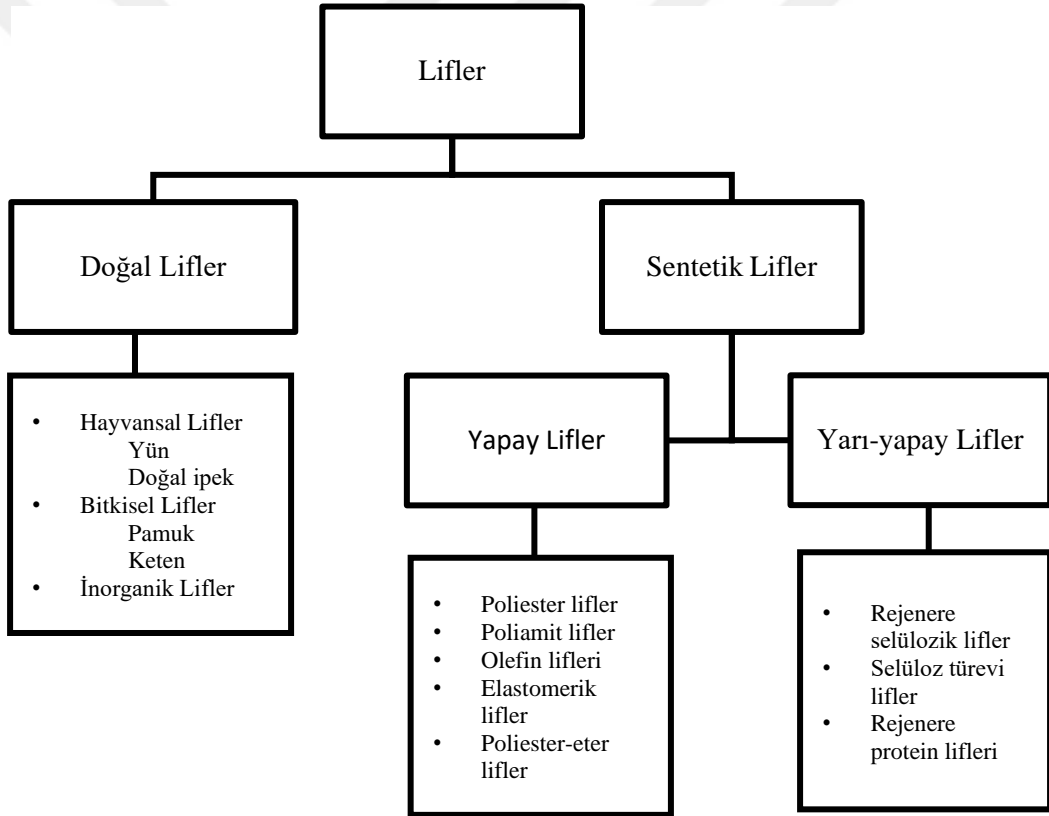 Lifler
Doğal Lifler
Sentetik Lifler
• Hayvansal Lifler
Yün
Doğal ipek
• Bitkisel Lifler
Pamuk
Keten
• İnorganik Lifler
Yapay Lifler
Yarı-yapay Lifler
• Poliester lifler
• Poliamit lifler
• Olefin lifleri
• Elastomerik
lifler
• Poliester-eter
lifler
• Rejenere
selülozik lifler
• Selüloz türevi
lifler
• Rejenere
protein lifleri